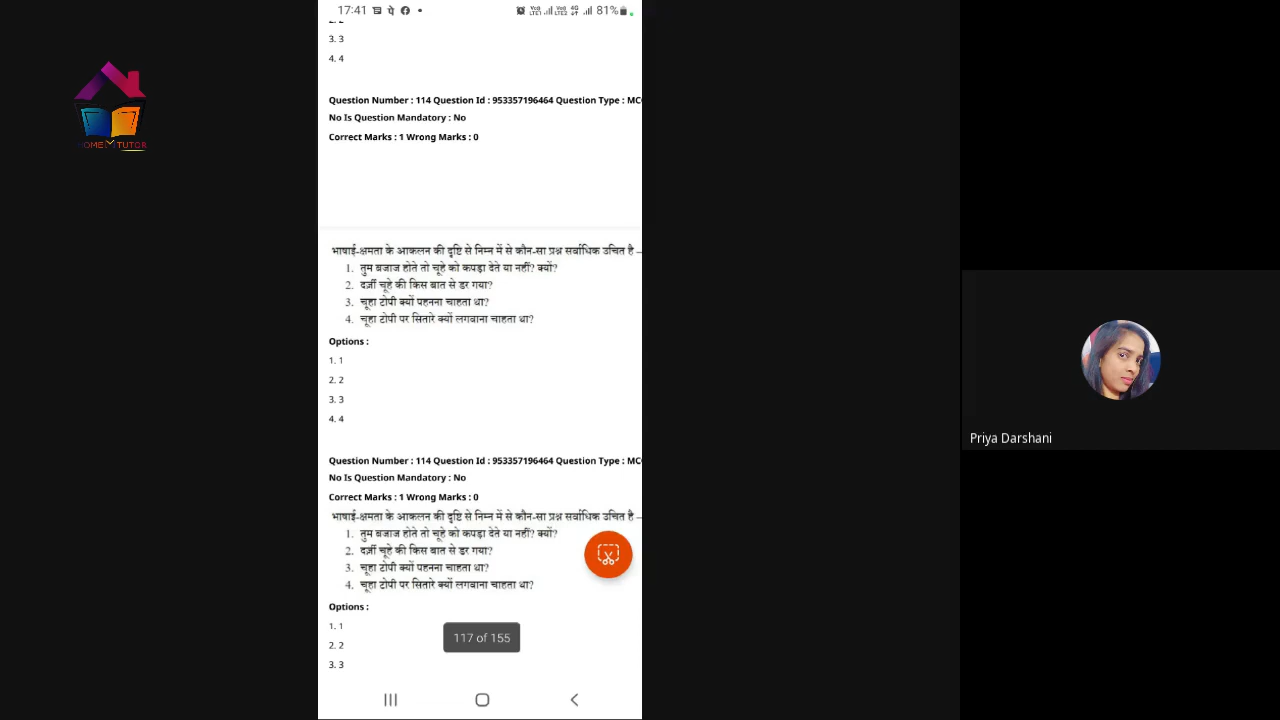 17:41
81%
3. 3
4. 4
Question Number : 114 Question Id : 953357196464 Question Type : MC
No Is Question Mandatory : No
Correct Marks : 1 Wrong Marks : 0
भाषाई-क्षमता के आकलन की दृष्टि से निम्न में से कौन-सा प्रश्न सर्वाधिक उचित है –
1. तुम बजाज होते तो चूहे को कपड़ा देते या नहीं? क्यों?
2. दर्ज़ी चूहे की किस बात से डर गया?
3. चूहा टोपी क्यों पहनना चाहता था?
4. चूहा टोपी पर सितारे क्यों लगवाना चाहता था?
Options :
1. 1
2. 2
3. 3
4. 4
Question Number : 114 Question Id : 953357196464 Question Type : MC
No Is Question Mandatory : No
Correct Marks : 1 Wrong Marks : 0
भाषाई-क्षमता के आकलन की दृष्टि से निम्न में से कौन-सा प्रश्न सर्वाधिक उचित है –
1. तुम बजाज होते तो चूहे को कपड़ा देते या नहीं? क्यों?
2. दर्ज़ी चूहे की किस बात से डर गया?
3. चूहा टोपी क्यों पहनना चाहता था?
4. चूहा टोपी पर सितारे क्यों लगवाना चाहता था?
Options :
1. 1
2. 2
3. 3
117 of 155
HOME TUTOR
Priya Darshani